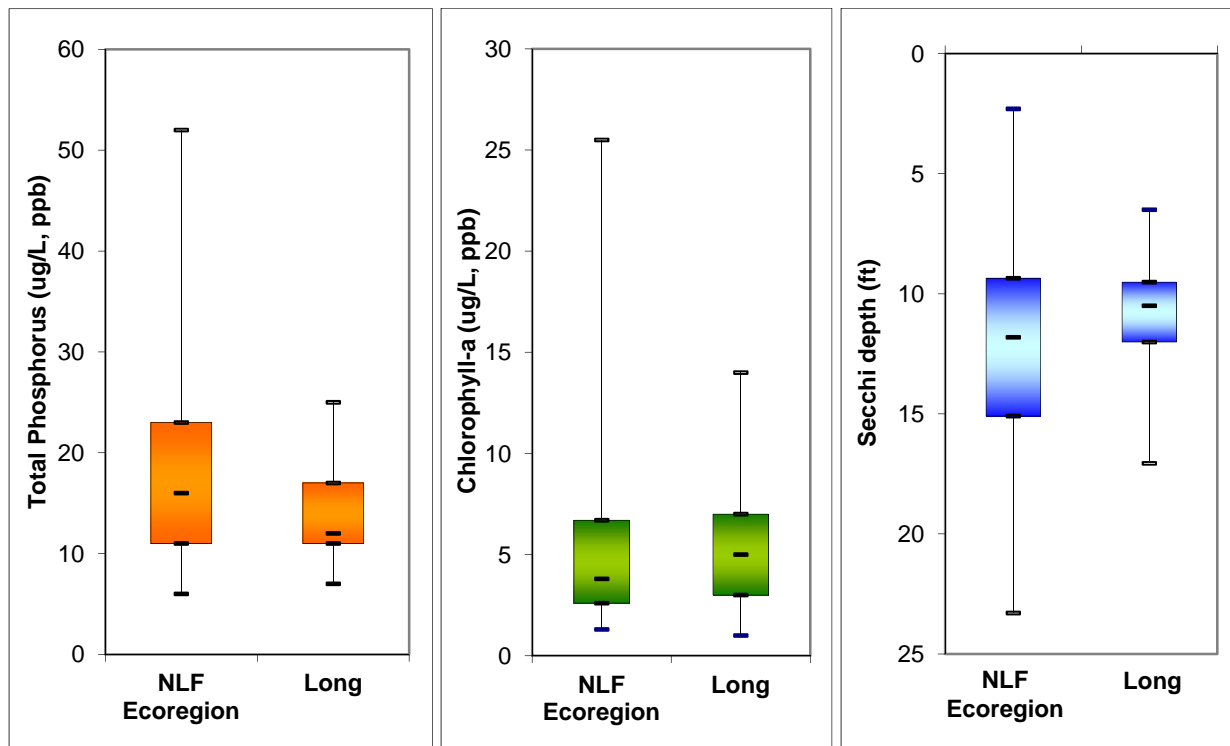 Total Phosphorus (ug/L, ppb)
60
50
40
30
20
10
0
NLF
Ecoregion
Long
Chlorophyll-a (ug/L, ppb)
30
25
20
15
10
5
0
NLF
Ecoregion
Long
Secchi depth (ft)
0
5
10
15
20
25
NLF
Ecoregion
Long